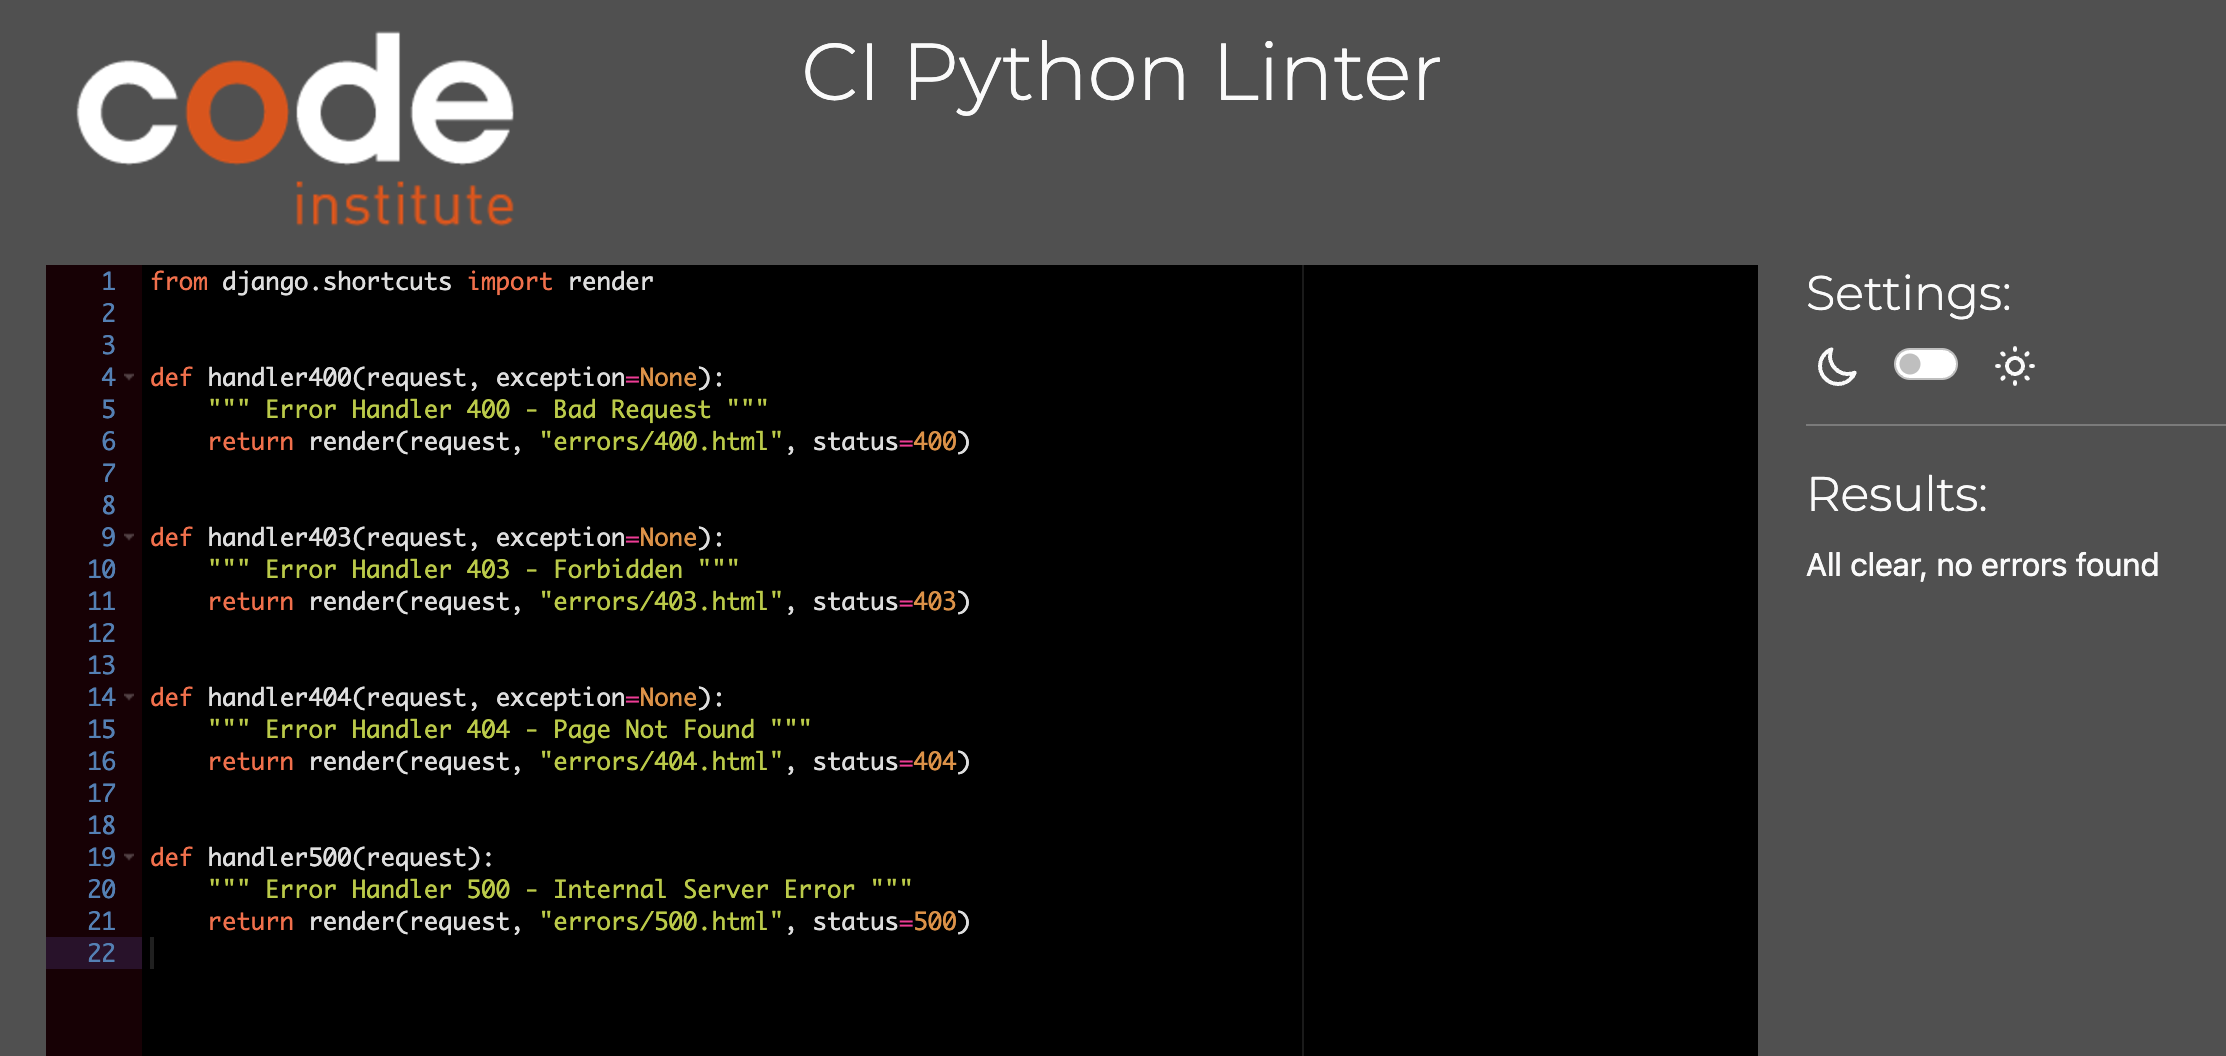 code
institute
CI Python Linter
1 from django.shortcuts import render
2
3
4 def handler400(request, exception=None):
5     """ Error Handler 400 - Bad Request """
6     return render(request, "errors/400.html", status=400)
7
8
9 def handler403(request, exception=None):
10     """ Error Handler 403 - Forbidden """
11     return render(request, "errors/403.html", status=403)
12
13
14 def handler404(request, exception=None):
15     """ Error Handler 404 - Page Not Found """
16     return render(request, "errors/404.html", status=404)
17
18
19 def handler500(request):
20     """ Error Handler 500 - Internal Server Error """
21     return render(request, "errors/500.html", status=500)
22
Settings:
Results:
All clear, no errors found